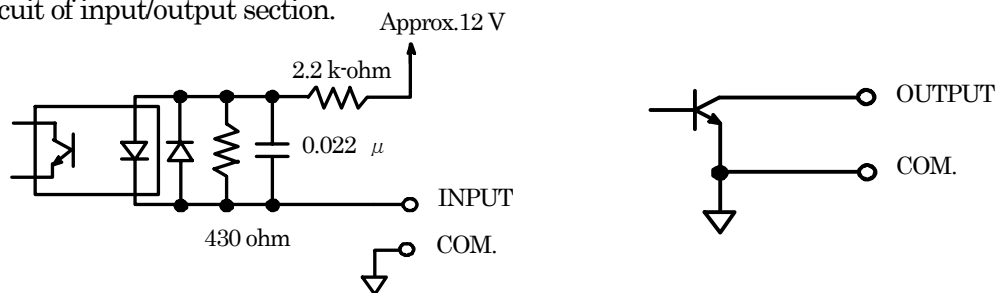 cuit of input/output section.
Approx.12 V
2.2 k-ohm
0.022 μ
INPUT
430 ohm
COM.
OUTPUT
COM.